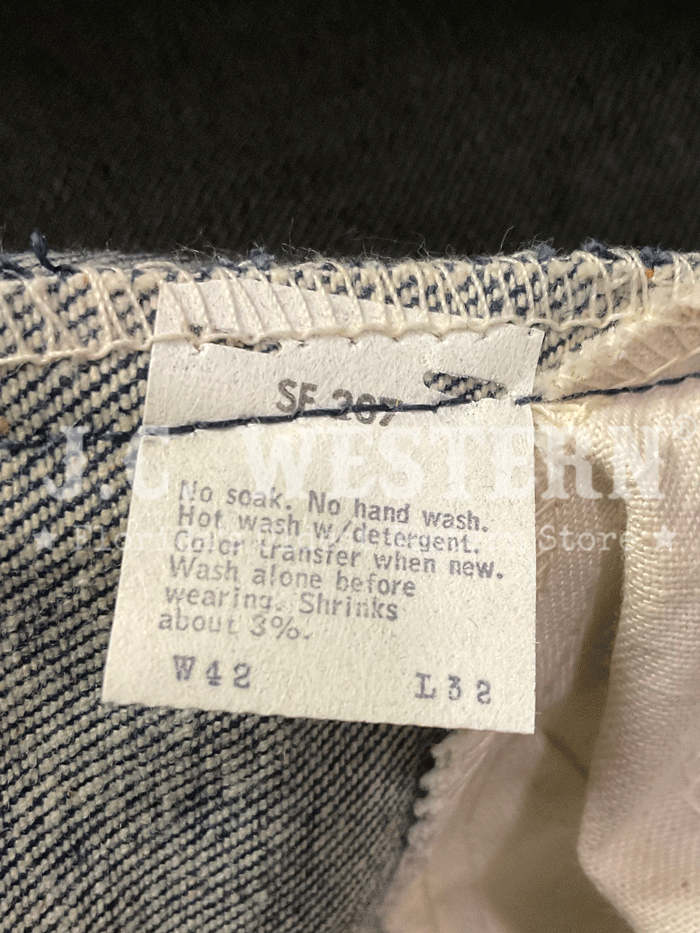 SF 207
J.C WESTERN
No soak. No hand wash.
Hot wash w/detergent.
Store
Color transfer when new.
Wash alone before
wearing. Shrinks
about 3%.
W42 L32